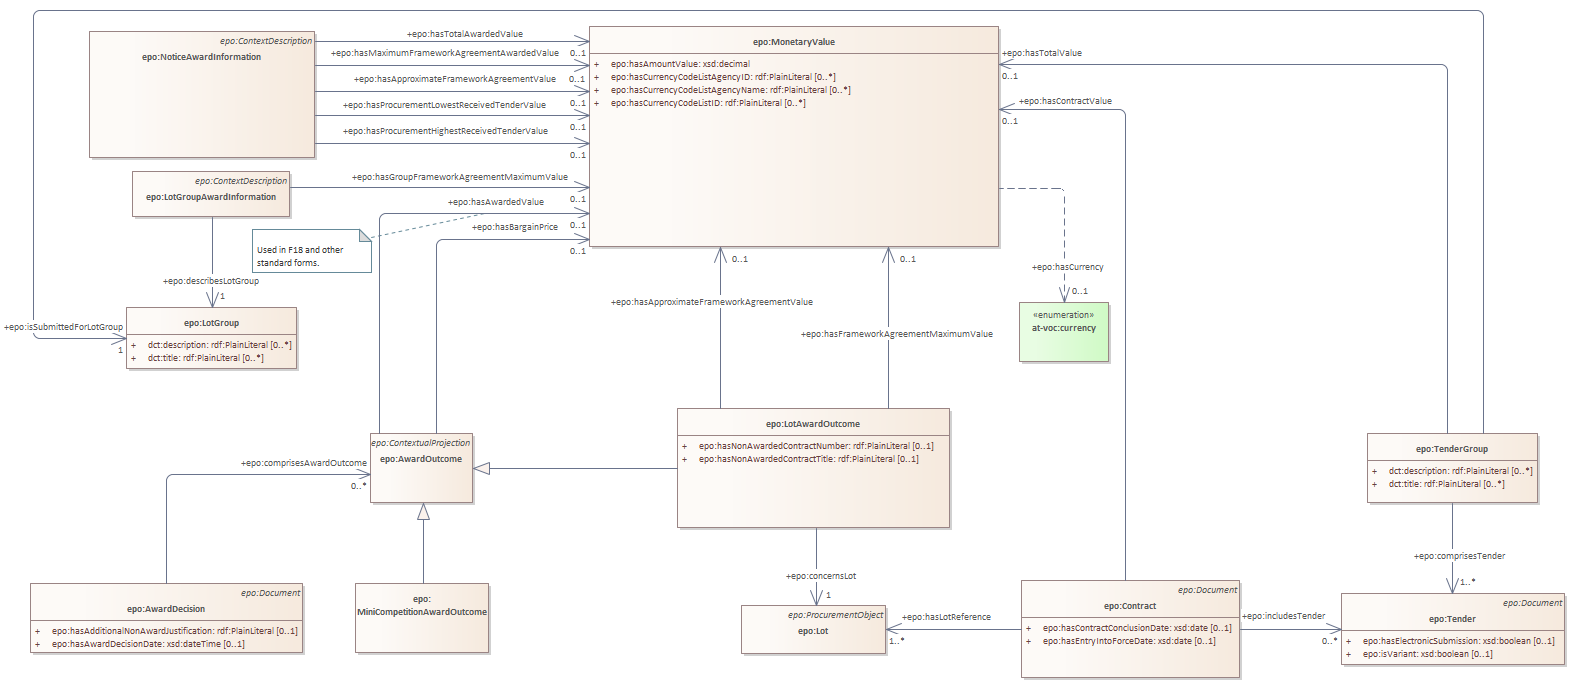 epo:ContextDescription
epo:NoticeAwardInformation
+epo:hasTotalAwardedValue
+epo:hasMaximumFrameworkAgreementAwardedValue
0..1
+epo:hasApproximateFrameworkAgreementValue
0..1
+epo:hasProcurementLowestReceivedTenderValue
0..1
+epo:hasProcurementHighestReceivedTenderValue
0..1
0..1
epo:MonetaryValue
+ epo:hasAmountValue: xsd:decimal
+ epo:hasCurrencyCodeListAgencyID: rdf:PlainLiteral [0..*]
+ epo:hasCurrencyCodeListAgencyName: rdf:PlainLiteral [0..*]
+ epo:hasCurrencyCodeListID: rdf:PlainLiteral [0..*]
+epo:hasTotalValue
0..1
+epo:hasContractValue
0..1
epo:ContextDescription
epo:LotGroupAwardInformation
+epo:hasGroupFrameworkAgreementMaximumValue
0..1
+epo:hasAwardedValue
0..1
+epo:hasBargainPrice
0..1
Used in F18 and other
standard forms.
+epo:describesLotGroup
1
+epo:isSubmittedForLotGroup
1
epo:LotGroup
+ dct:description: rdf:PlainLiteral [0..*]
+ dct:title: rdf:PlainLiteral [0..*]
0..1
+epo:hasApproximateFrameworkAgreementValue
0..1
+epo:hasFrameworkAgreementMaximumValue
+epo:hasCurrency
0..1
«enumeration»
at-voc:currency
epo:ContextualProjection
epo:AwardOutcome
+epo:comprisesAwardOutcome
0..*
epo:LotAwardOutcome
+ epo:hasNonAwardedContractNumber: rdf:PlainLiteral [0..1]
+ epo:hasNonAwardedContractTitle: rdf:PlainLiteral [0..1]
epo:TenderGroup
+ dct:description: rdf:PlainLiteral [0..*]
+ dct:title: rdf:PlainLiteral [0..*]
+epo:comprisesTender
1..*
+epo:concernsLot
1
epo:Document
epo:AwardDecision
+ epo:hasAdditionalNonAwardJustification: rdf:PlainLiteral [0..1]
+ epo:hasAwardDecisionDate: xsd:dateTime [0..1]
epo:
MiniCompetitionAwardOutcome
epo:ProcurementObject
epo:Lot
+epo:hasLotReference
1..*
epo:Document
epo:Contract
+ epo:hasContractConclusionDate: xsd:date [0..1]
+ epo:hasEntryIntoForceDate: xsd:date [0..1]
+epo:includesTender
0..*
epo:Document
epo:Tender
+ epo:hasElectronicSubmission: xsd:boolean [0..1]
+ epo:isVariant: xsd:boolean [0..1]